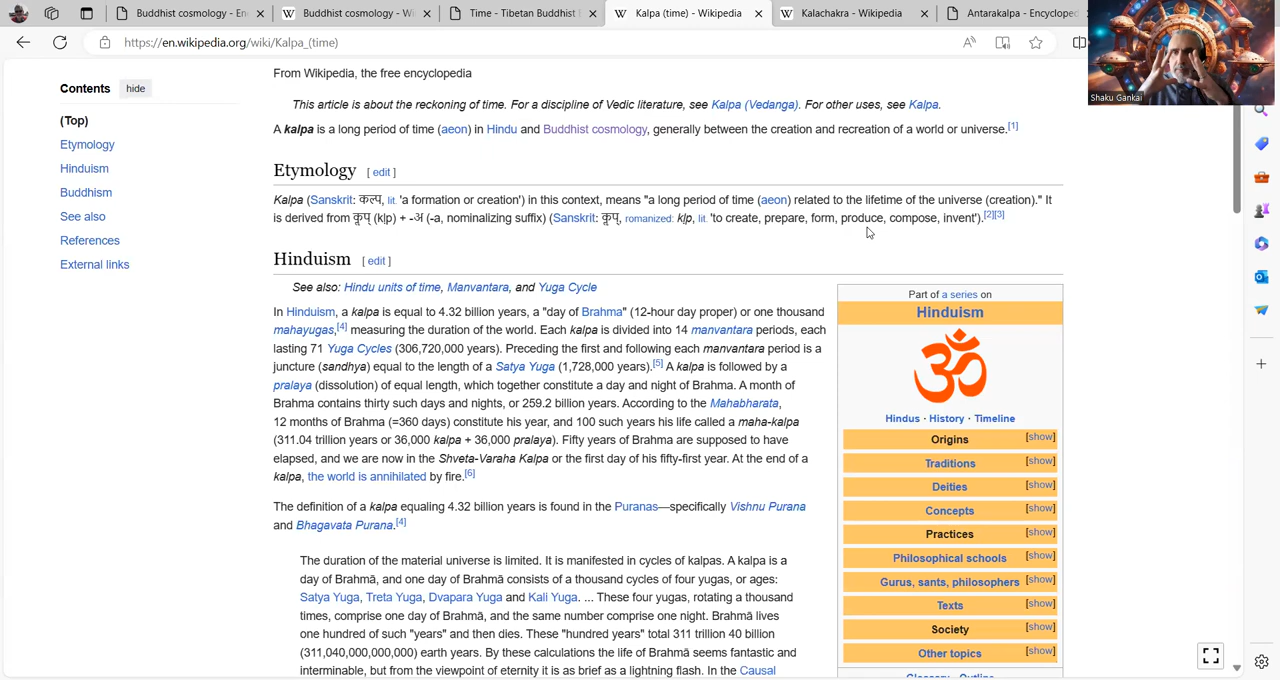 Buddhist cosmology - En
Buddhist cosmology - Wi
Time - Tibetan Buddhist E
Kalpa (time) - Wikipedia
Kalachakra - Wikipedia
Antarakalpa - Encycloped
https://en.wikipedia.org/wiki/Kalpa_(time)
Shaku Gankai
Contents hide
(Top)
Etymology
Hinduism
Buddhism
See also
References
External links
From Wikipedia, the free encyclopedia
This article is about the reckoning of time. For a discipline of Vedic literature, see Kalpa (Vedanga). For other uses, see Kalpa.
A kalpa is a long period of time (aeon) in Hindu and Buddhist cosmology, generally between the creation and recreation of a world or universe.[1]
Etymology [ edit ]
Kalpa (Sanskrit: कल्प, lit. 'a formation or creation') in this context, means "a long period of time (aeon) related to the lifetime of the universe (creation)." It
is derived from कॢप् (kḷp) + -अ (-a, nominalizing suffix) (Sanskrit: कॢप्, romanized: kḷp, lit. 'to create, prepare, form, produce, compose, invent').[2][3]
Hinduism [ edit ]
See also: Hindu units of time, Manvantara, and Yuga Cycle
In Hinduism, a kalpa is equal to 4.32 billion years, a "day of Brahma" (12-hour day proper) or one thousand
mahayugas,[4] measuring the duration of the world. Each kalpa is divided into 14 manvantara periods, each
lasting 71 Yuga Cycles (306,720,000 years). Preceding the first and following each manvantara period is a
juncture (sandhya) equal to the length of a Satya Yuga (1,728,000 years).[5] A kalpa is followed by a
pralaya (dissolution) of equal length, which together constitute a day and night of Brahma. A month of
Brahma contains thirty such days and nights, or 259.2 billion years. According to the Mahabharata,
12 months of Brahma (=360 days) constitute his year, and 100 such years his life called a maha-kalpa
(311.04 trillion years or 36,000 kalpa + 36,000 pralaya). Fifty years of Brahma are supposed to have
elapsed, and we are now in the Shveta-Varaha Kalpa or the first day of his fifty-first year. At the end of a
kalpa, the world is annihilated by fire.[6]
The definition of a kalpa equaling 4.32 billion years is found in the Puranas—specifically Vishnu Purana
and Bhagavata Purana.[4]
The duration of the material universe is limited. It is manifested in cycles of kalpas. A kalpa is a
day of Brahmā, and one day of Brahmā consists of a thousand cycles of four yugas, or ages:
Satya Yuga, Treta Yuga, Dvapara Yuga and Kali Yuga. ... These four yugas, rotating a thousand
times, comprise one day of Brahmā, and the same number comprise one night. Brahmā lives
one hundred of such "years" and then dies. These "hundred years" total 311 trillion 40 billion
(311,040,000,000,000) earth years. By these calculations the life of Brahmā seems fantastic and
interminable, but from the viewpoint of eternity it is as brief as a lightning flash. In the Causal
Part of a series on
Hinduism
ॐ
Hindus · History · Timeline
Origins [show]
Traditions [show]
Deities [show]
Concepts [show]
Practices [show]
Philosophical schools [show]
Gurus, sants, philosophers [show]
Texts [show]
Society [show]
Other topics [show]
Glossary · Outline